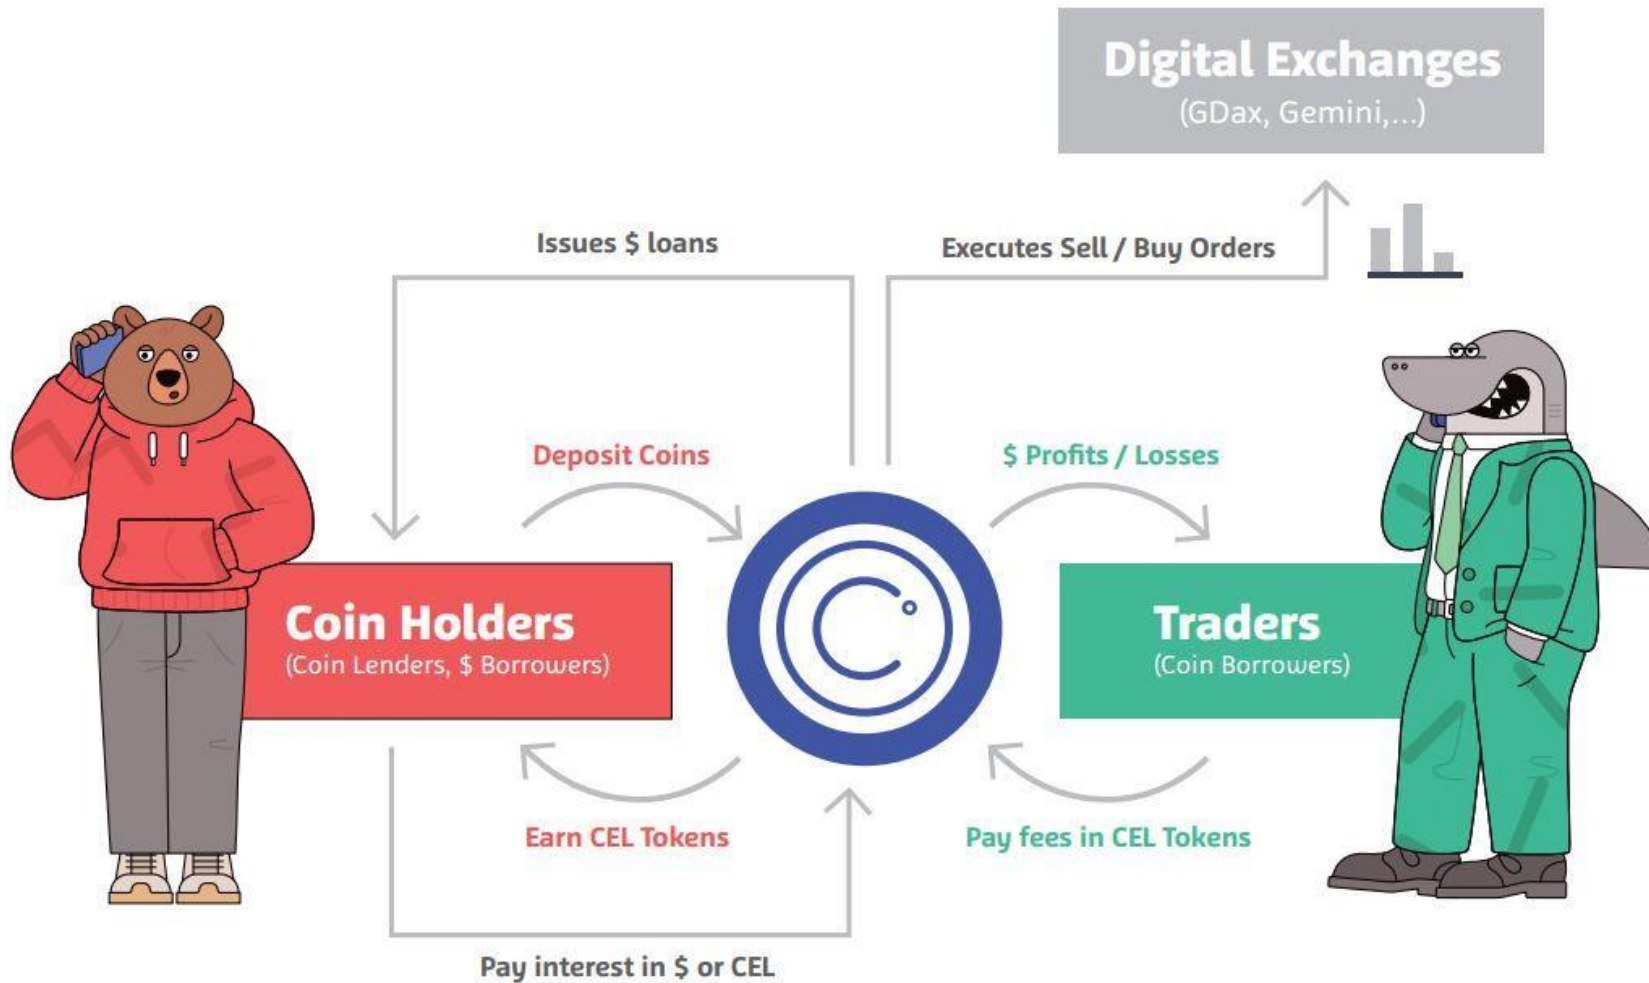 Digital Exchanges
(GDax, Gemini,...)
Issues $ loans
Executes Sell / Buy Orders
Deposit Coins
$ Profits / Losses
Coin Holders
(Coin Lenders, $ Borrowers)
Traders
(Coin Borrowers)
Earn CEL Tokens
Pay fees in CEL Tokens
Pay interest in $ or CEL